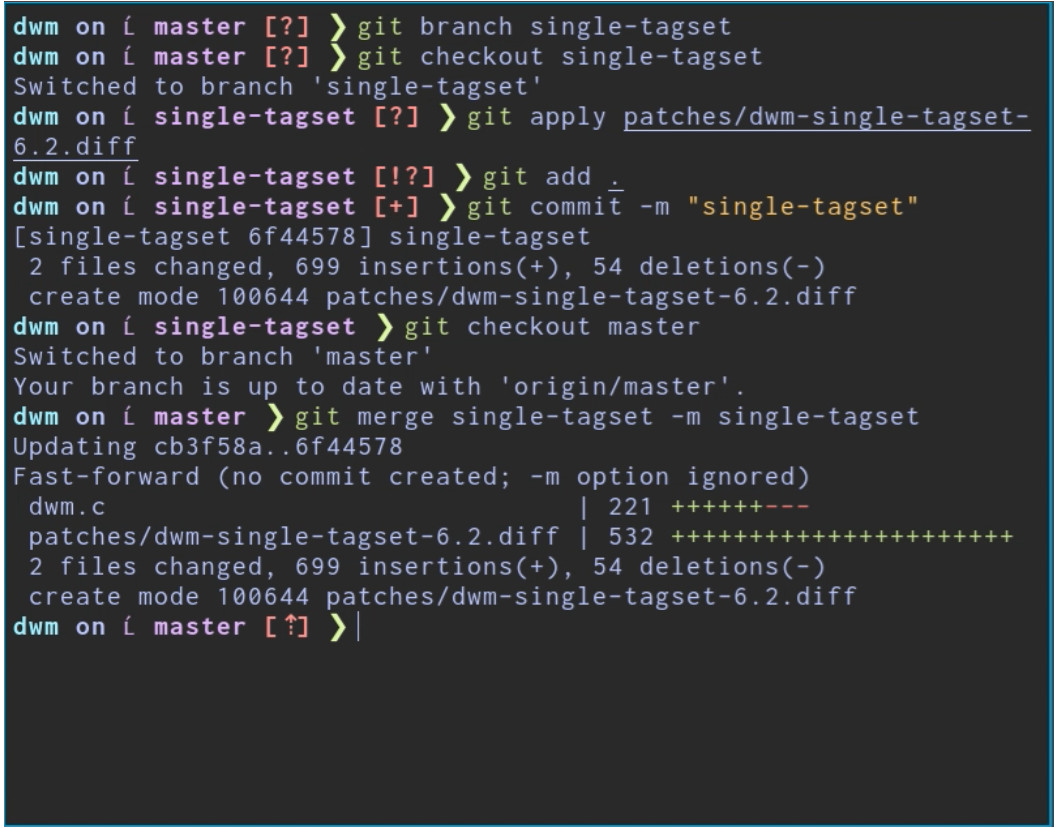 dwm on í master [?] ❯ git branch single-tagset
dwm on í master [?] ❯ git checkout single-tagset
Switched to branch 'single-tagset'
dwm on í single-tagset [?] ❯ git apply patches/dwm-single-tagset-
6.2.diff
dwm on í single-tagset [!?] ❯ git add .
dwm on í single-tagset [+] ❯ git commit -m "single-tagset"
[single-tagset 6f44578] single-tagset
 2 files changed, 699 insertions(+), 54 deletions(-)
 create mode 100644 patches/dwm-single-tagset-6.2.diff
dwm on í single-tagset ❯ git checkout master
Switched to branch 'master'
Your branch is up to date with 'origin/master'.
dwm on í master ❯ git merge single-tagset -m single-tagset
Updating cb3f58a..6f44578
Fast-forward (no commit created; -m option ignored)
 dwm.c                              | 221 ++++++---
 patches/dwm-single-tagset-6.2.diff | 532 ++++++++++++++++++++++
 2 files changed, 699 insertions(+), 54 deletions(-)
 create mode 100644 patches/dwm-single-tagset-6.2.diff
dwm on í master [⇡] ❯